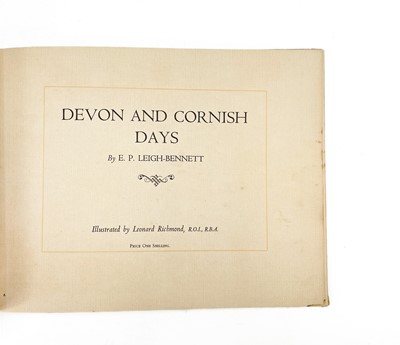 DEVON AND CORNISH
DAYS
By E. P. LEIGH-BENNETT
Illustrated by Leonard Richmond, R.O.I., R.B.A.
PRICE ONE SHILLING